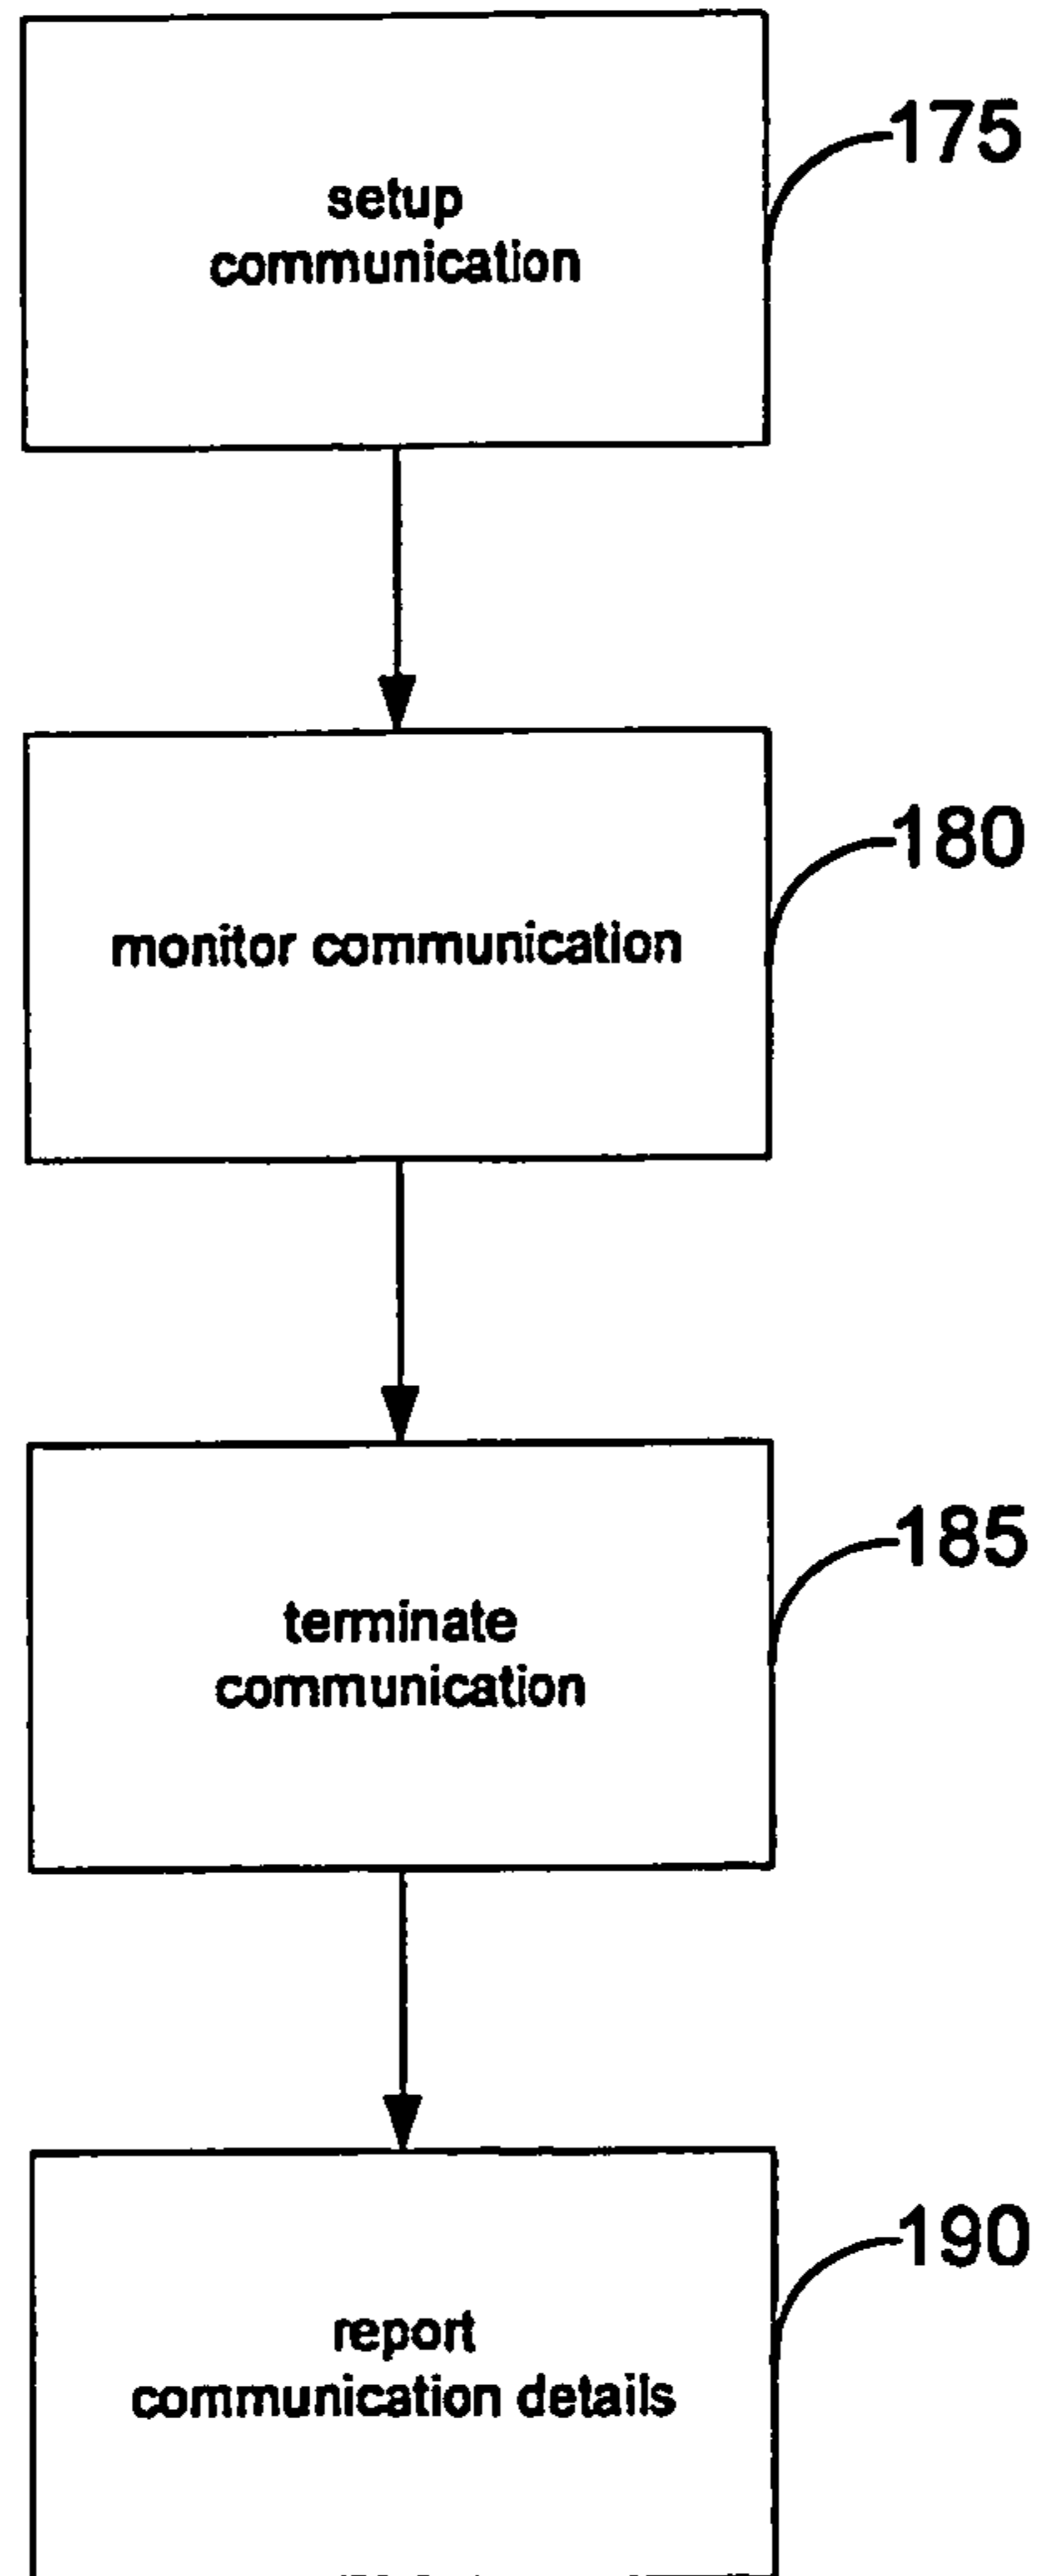 setup
communication
175
monitor communication
180
terminate
communication
185
report
communication details
190